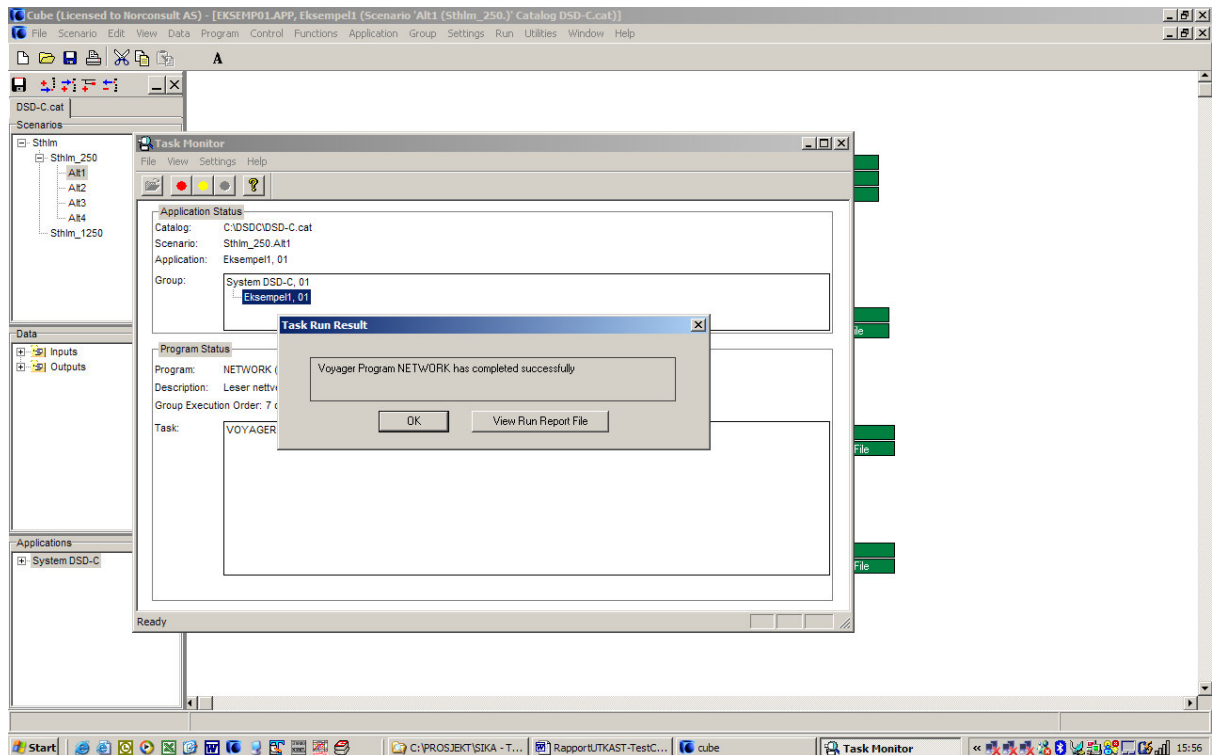 Cube (Licensed to Norconsult AS) - [EKSEMP01.APP, Eksempel1 (Scenario 'Alt1 (Sthlm_250.)' Catalog DSD-C.cat)]
File Scenario Edit View Data Program Control Functions Application Group Settings Run Utilities Window Help
A
DSD-C.cat
Scenarios
Sthlm
Sthlm_250
Alt1
Alt2
Alt3
Alt4
Sthlm_1250
Data
Inputs
Outputs
Applications
System DSD-C
Task Monitor
File View Settings Help
Application Status
Catalog: C:\DSDC\DSD-C.cat
Scenario: Sthlm_250.Alt1
Application: Eksempel1, 01
Group: System DSD-C, 01
Eksempel1, 01
Program Status
Program: NETWORK (
Description: Leser nettv
Group Execution Order: 7
Task: VOYAGER
Ready
Task Run Result
Voyager Program NETWORK has completed successfully
OK View Run Report File
ile
File
File
Start C:\PROSJEKT\SIKA - T... RapportUTKAST-TestC... cube Task Monitor « 15:56